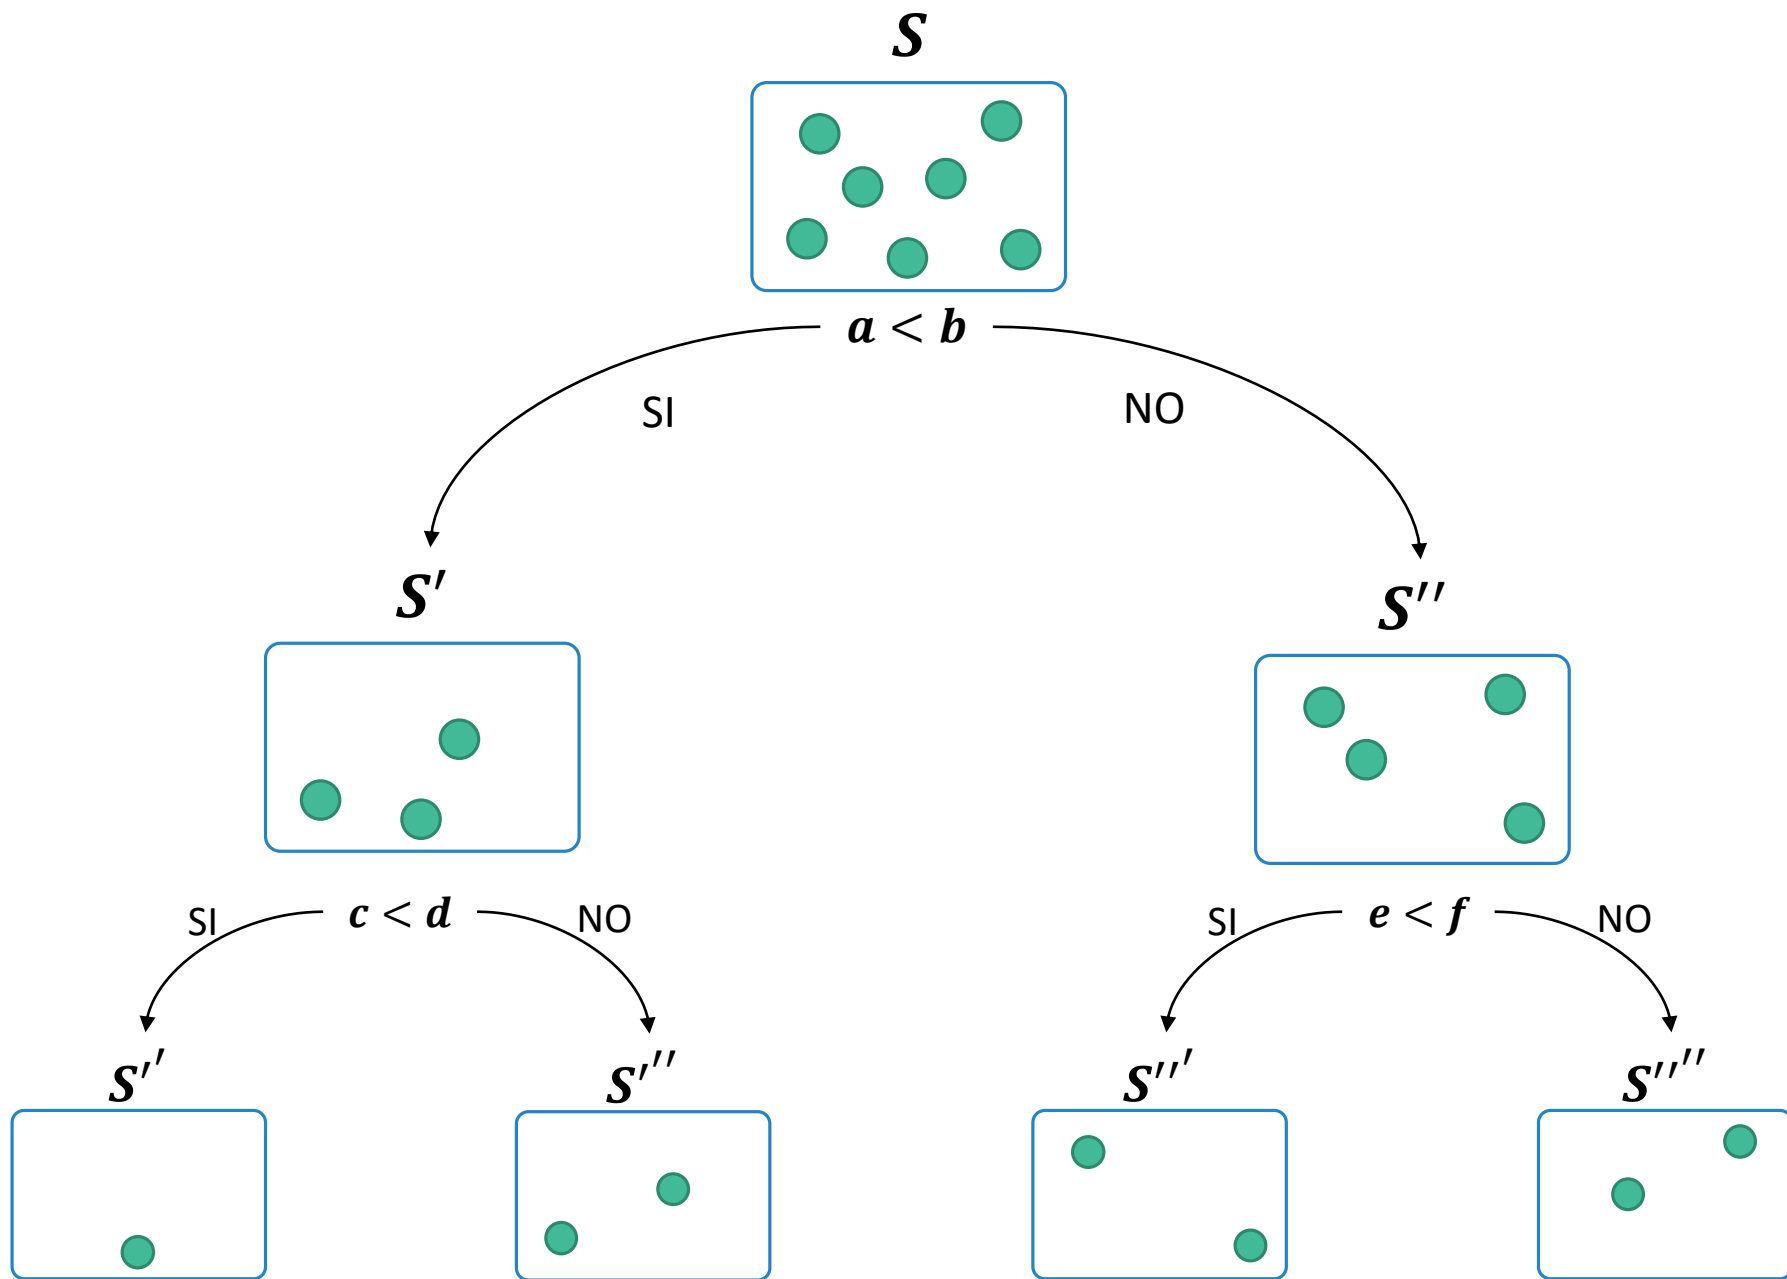 S
a < b
SI
NO
S′
S′′
SI
c < d
NO
SI
e < f
NO
S′′
S′′′
S′′′
S′′′′